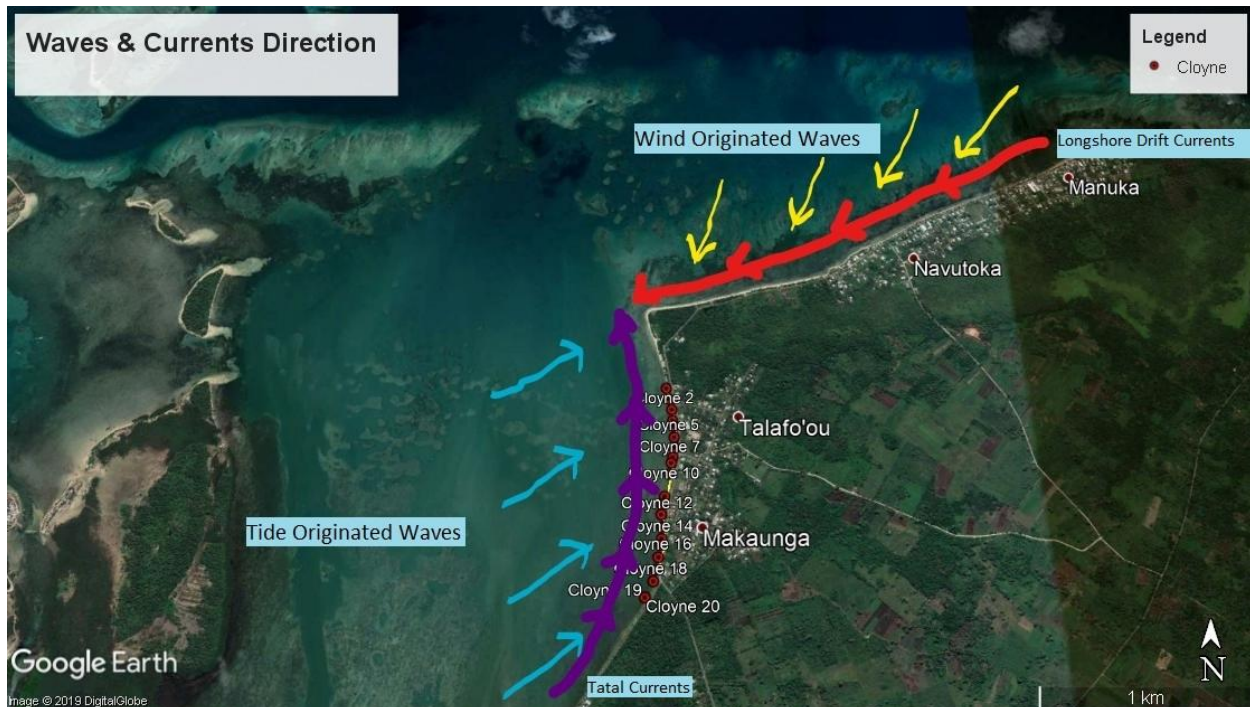 Waves & Currents Direction
Legend
Cloyne
Wind Originated Waves
Longshore Drift Currents
Manuka
Navutoka
Cloyne 2
Talafo'ou
Cloyne 5
Cloyne 7
Cloyne 10
Cloyne 12
Tide Originated Waves
Cloyne 14
Makaunga
Cloyne 16
Cloyne 18
Cloyne 19
Cloyne 20
Google Earth
N
Tatal Currents
Image © 2019 DigitalGlobe
1 km